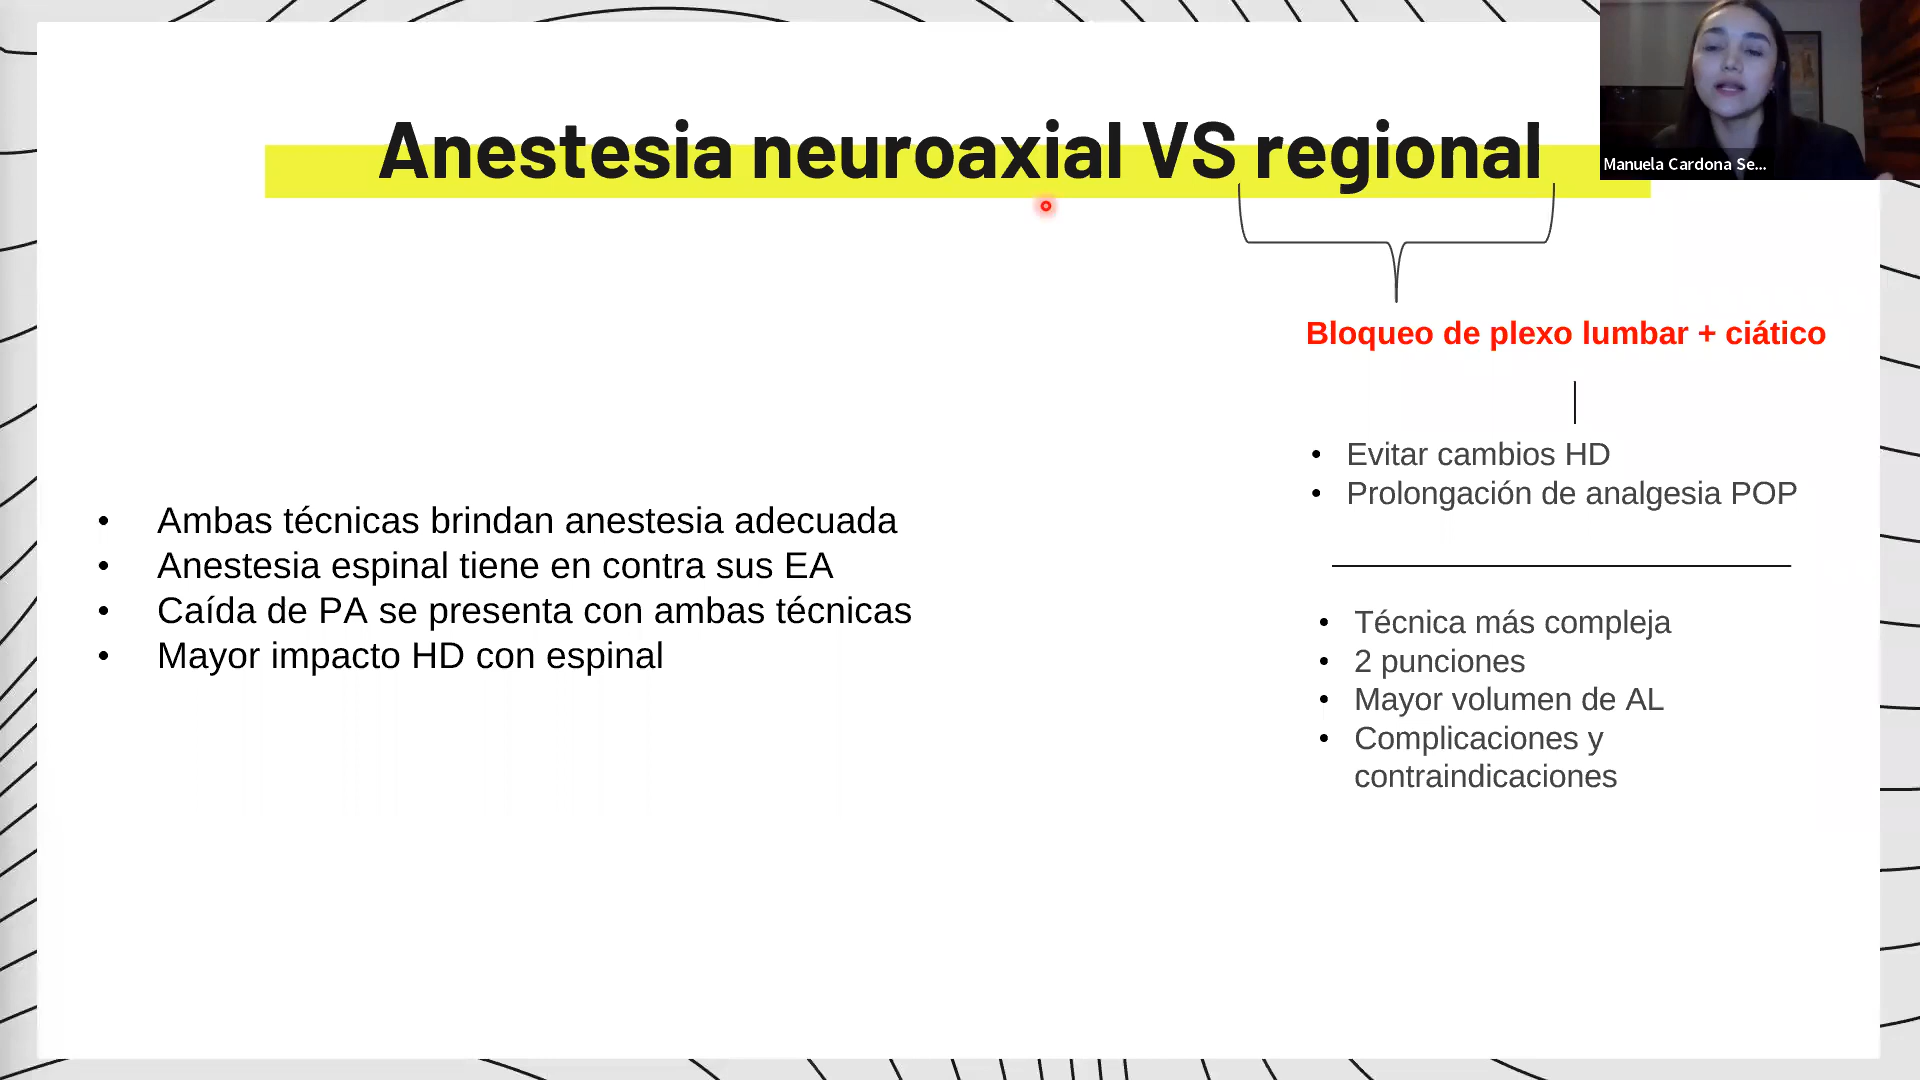 Anestesia neuroaxial VS regional
Manuela Cardona Se...
Bloqueo de plexo lumbar + ciático
• Evitar cambios HD
• Prolongación de analgesia POP
• Ambas técnicas brindan anestesia adecuada
• Anestesia espinal tiene en contra sus EA
• Caída de PA se presenta con ambas técnicas
• Mayor impacto HD con espinal
• Técnica más compleja
• 2 punciones
• Mayor volumen de AL
• Complicaciones y
contraindicaciones